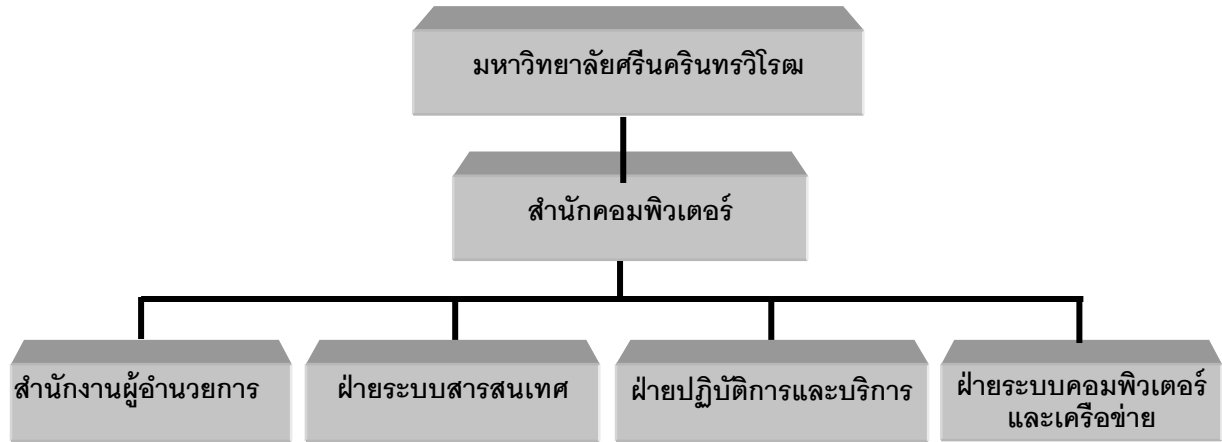 มหาวิทยาลัยศรีนครินทรวิโรฒ
สำนักคอมพิวเตอร์
สำนักงานผู้อำนวยการ
ฝ่ายระบบสารสนเทศ
ฝ่ายปฏิบัติการและบริการ
ฝ่ายระบบคอมพิวเตอร์
และเครือข่าย